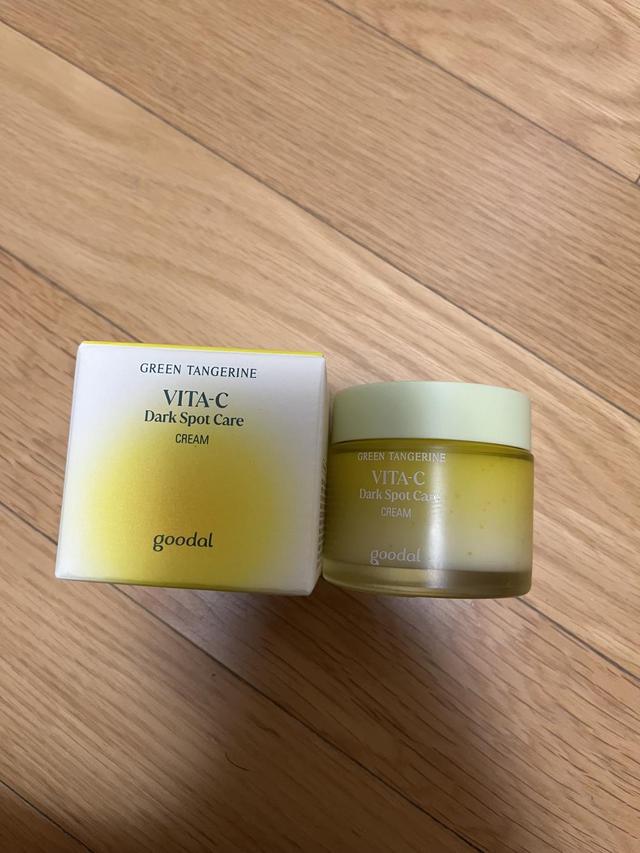 GREEN TANGERINE
VITA-C
Dark Spot Care
CREAM
goodal
GREEN TANGERINE
VITA-C
Dark Spot Care
CREAM
goodal